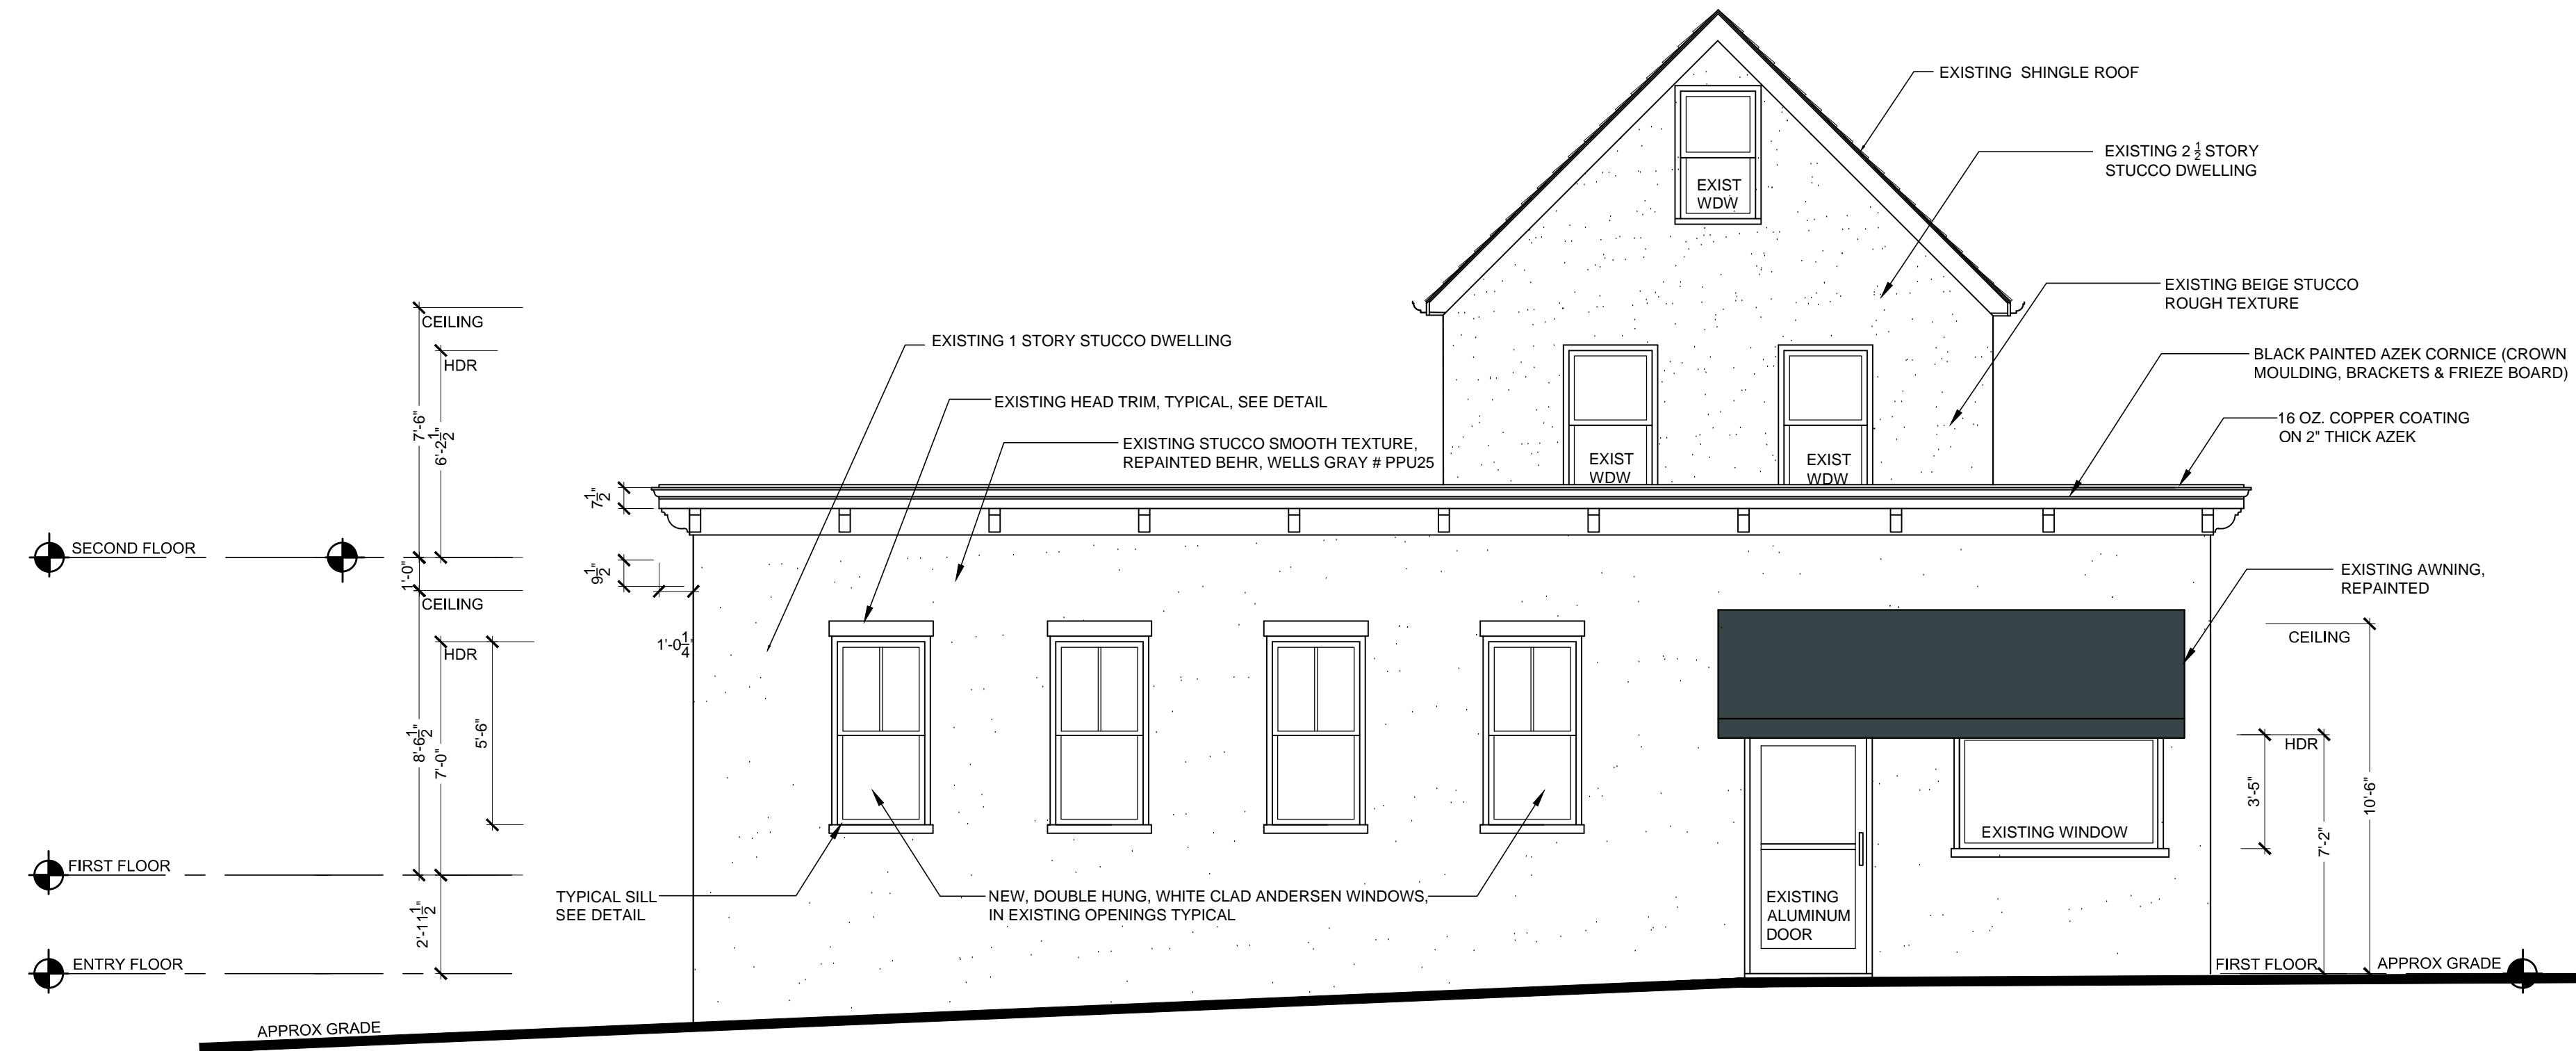 EXISTING  SHINGLE ROOF
EXISTING 2 1/2 STORY
STUCCO DWELLING
EXIST
WDW
EXISTING BEIGE STUCCO
ROUGH TEXTURE
CEILING
HDR
7'-6"
6'-2 1/2"
EXISTING 1 STORY STUCCO DWELLING
BLACK PAINTED AZEK CORNICE (CROWN
MOULDING, BRACKETS & FRIEZE BOARD)
EXISTING HEAD TRIM, TYPICAL, SEE DETAIL
16 OZ. COPPER COATING
ON 2" THICK AZEK
EXISTING STUCCO SMOOTH TEXTURE,
REPAINTED BEHR, WELLS GRAY # PPU25
EXIST
WDW
EXIST
WDW
7 1/2"
SECOND FLOOR
1'-0"
9 1/2"
CEILING
EXISTING AWNING,
REPAINTED
HDR
1'-0 1/4"
CEILING
8'-6 1/2"
7'-0"
5'-6"
HDR
3'-5"
7'-2"
10'-6"
EXISTING WINDOW
FIRST FLOOR
TYPICAL SILL
SEE DETAIL
NEW, DOUBLE HUNG, WHITE CLAD ANDERSEN WINDOWS,
IN EXISTING OPENINGS TYPICAL
EXISTING
ALUMINUM
DOOR
2'-11 1/2"
ENTRY FLOOR
FIRST FLOOR
APPROX GRADE
APPROX GRADE